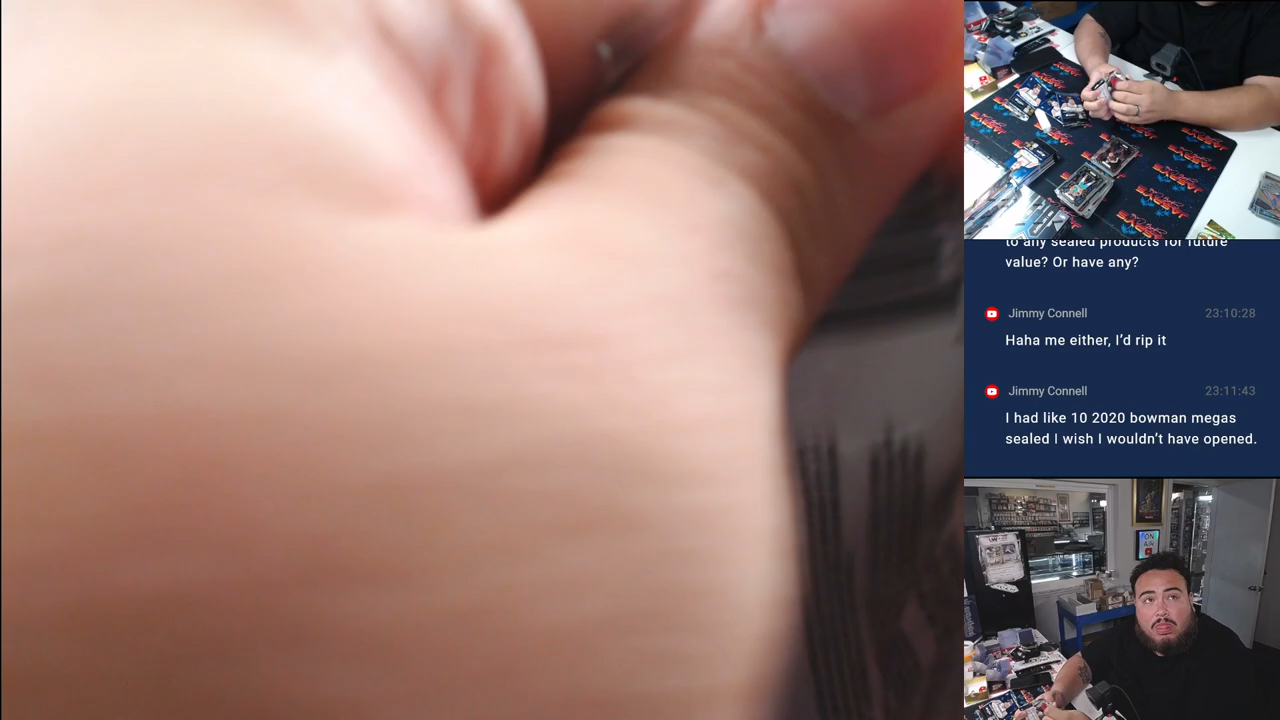 to any sealed products for future
value? Or have any?
Jimmy Connell 23:10:28
Haha me either, I'd rip it
Jimmy Connell 23:11:43
I had like 10 2020 bowman megas
sealed I wish I wouldn't have opened.
ON